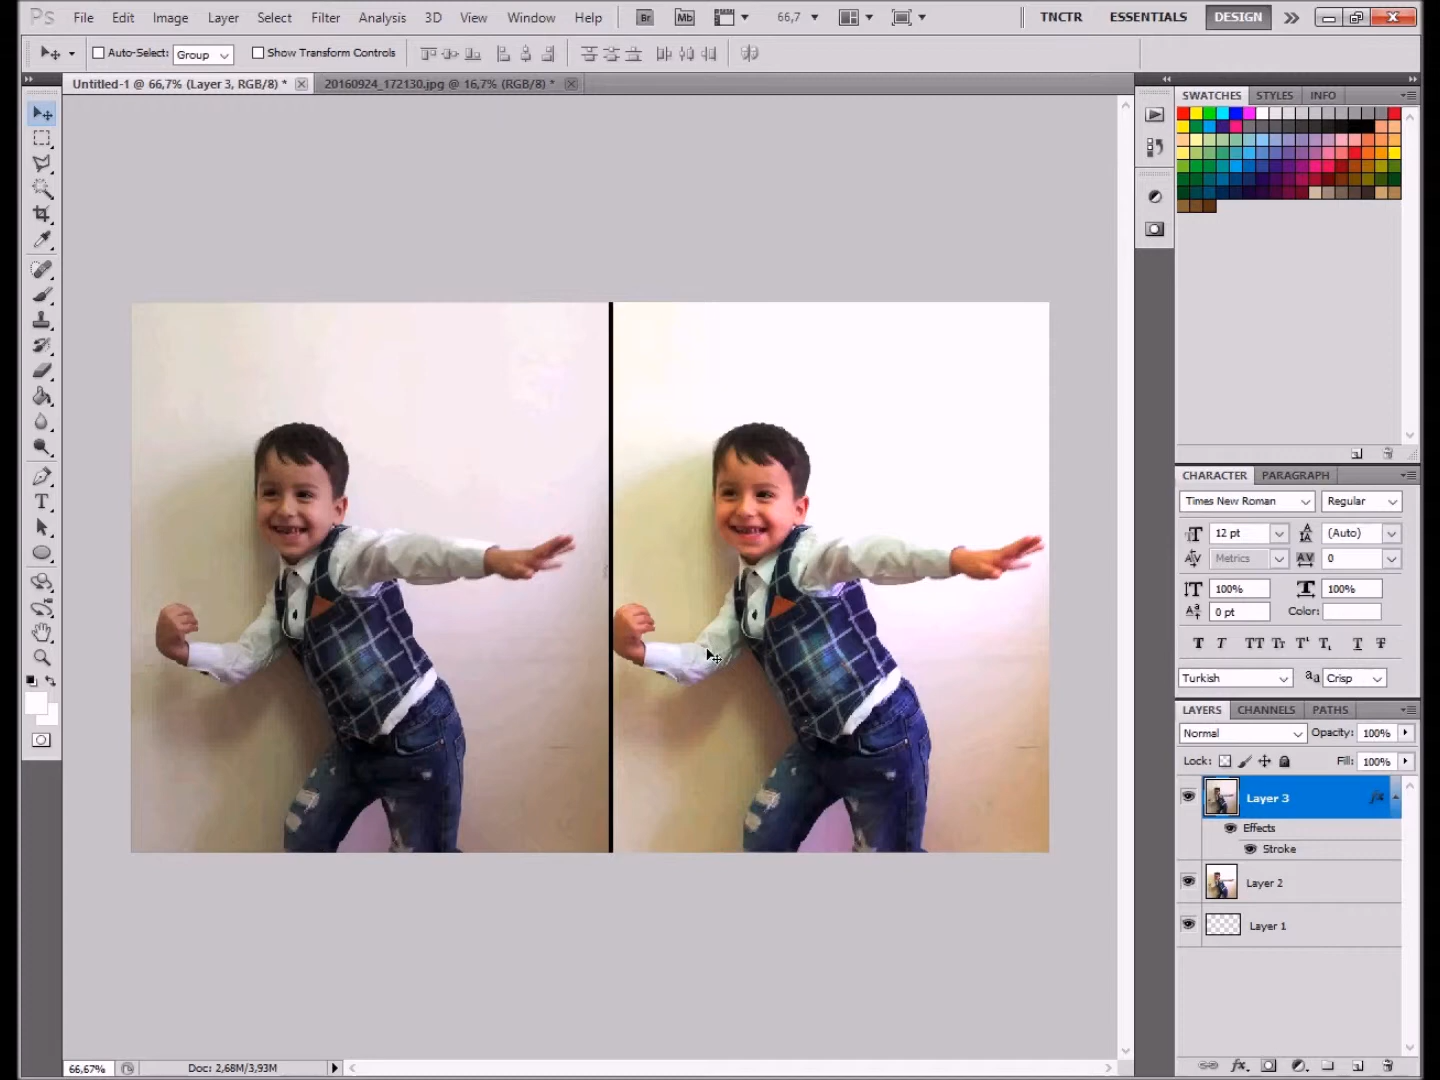 Ps File Edit Image Layer Select Filter Analysis 3D View Window Help Br Mb 66,7 TNCTR ESSENTIALS DESIGN
Auto-Select: Group Show Transform Controls
Untitled-1 @ 66,7% (Layer 3, RGB/8) * 20160924_172130.jpg @ 16,7% (RGB/8) *
SWATCHES STYLES INFO
CHARACTER PARAGRAPH
Times New Roman Regular
12 pt (Auto)
Metrics 0
100% 100%
0 pt Color:
Turkish aa Crisp
LAYERS CHANNELS PATHS
Normal Opacity: 100%
Lock: Fill: 100%
Layer 3 fx
Effects
Stroke
Layer 2
Layer 1
66,67% Doc: 2,68M/3,93M fx